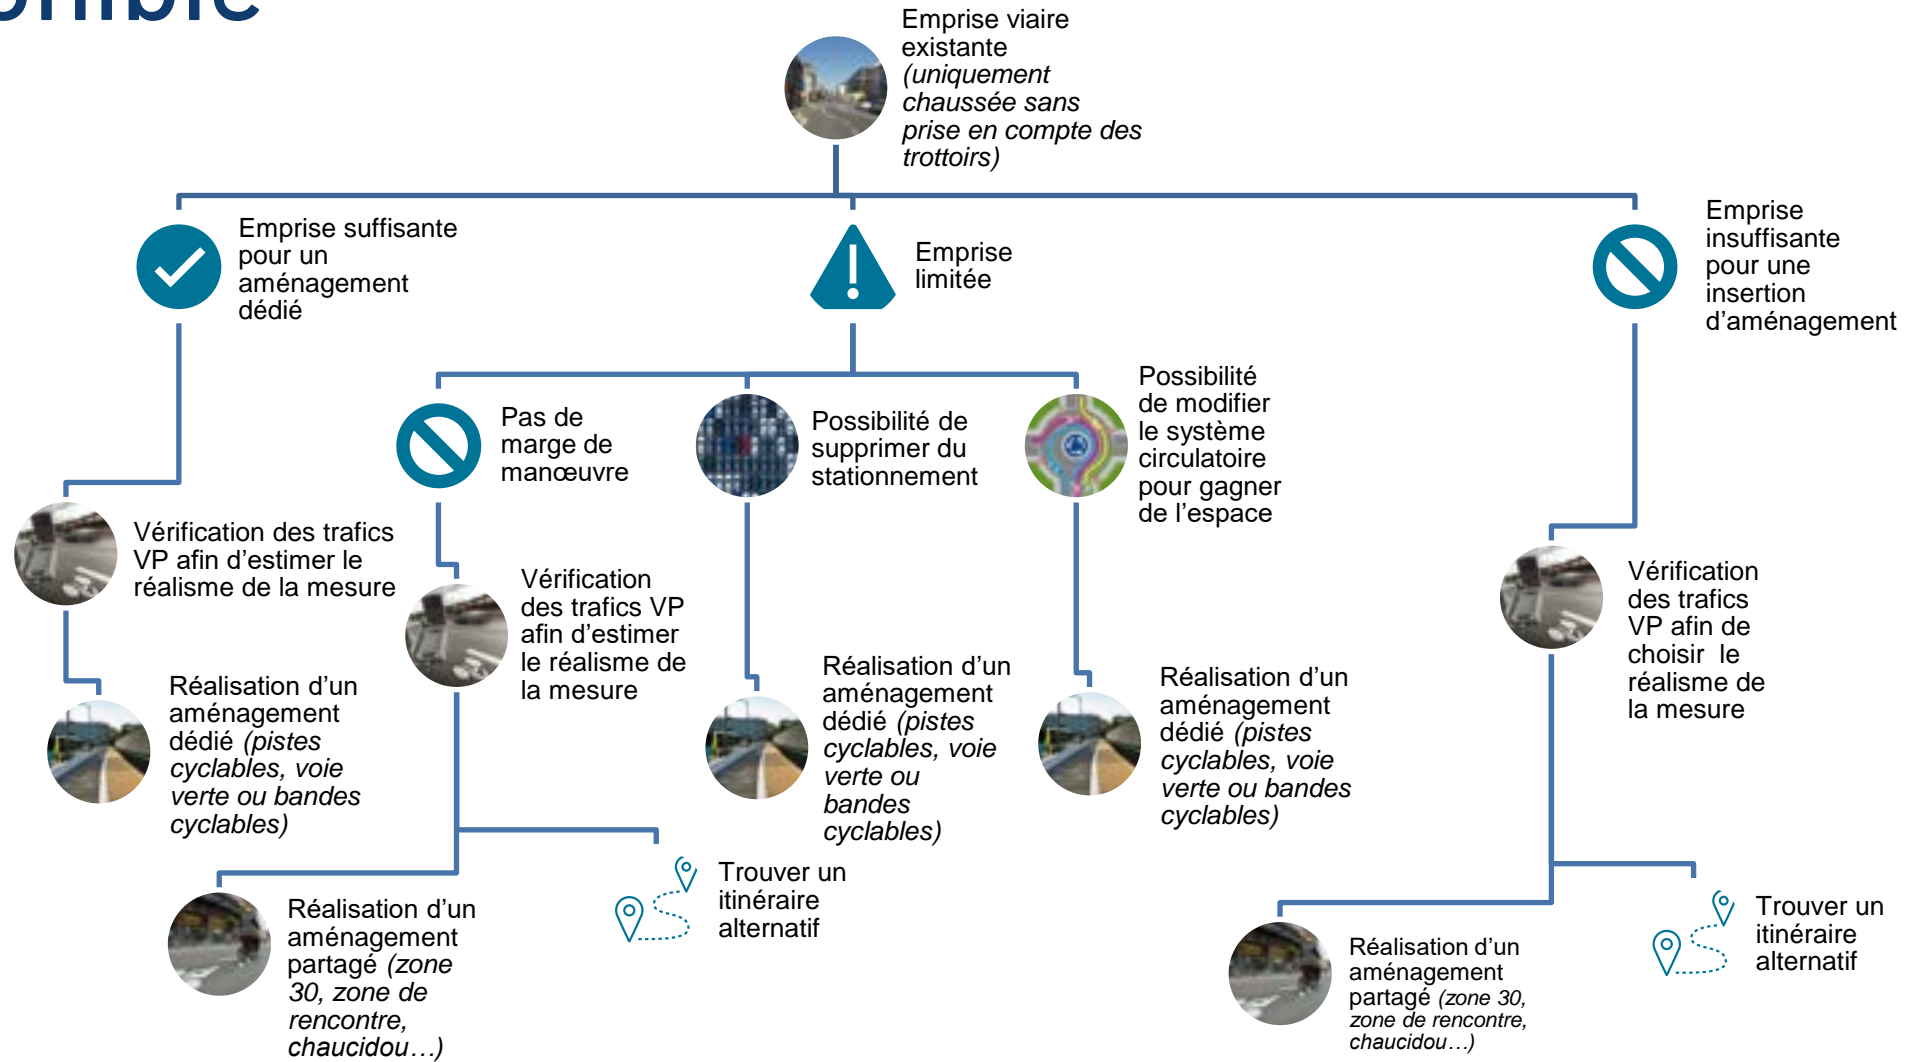 Emprise viaire
existante
(uniquement
chaussée sans
prise en compte des
trottoirs)
Emprise suffisante
pour un
aménagement
dédié
Emprise
limitée
Emprise
insuffisante
pour une
insertion
d’aménagement
Pas de
marge de
manœuvre
Possibilité de
supprimer du
stationnement
Possibilité
de modifier
le système
circulatoire
pour gagner
de l’espace
Vérification des trafics
VP afin d’estimer le
réalisme de la mesure
Vérification
des trafics VP
afin d’estimer
le réalisme de
la mesure
Vérification
des trafics
VP afin de
choisir  le
réalisme de
la mesure
Réalisation d’un
aménagement
dédié (pistes
cyclables, voie
verte ou bandes
cyclables)
Réalisation d’un
aménagement
dédié (pistes
cyclables, voie
verte ou
bandes
cyclables)
Réalisation d’un
aménagement
dédié (pistes
cyclables, voie
verte ou bandes
cyclables)
Réalisation d’un
aménagement
partagé (zone
30, zone de
rencontre,
chaucidou…)
Trouver un
itinéraire
alternatif
Réalisation d’un
aménagement
partagé (zone 30,
zone de rencontre,
chaucidou…)
Trouver un
itinéraire
alternatif